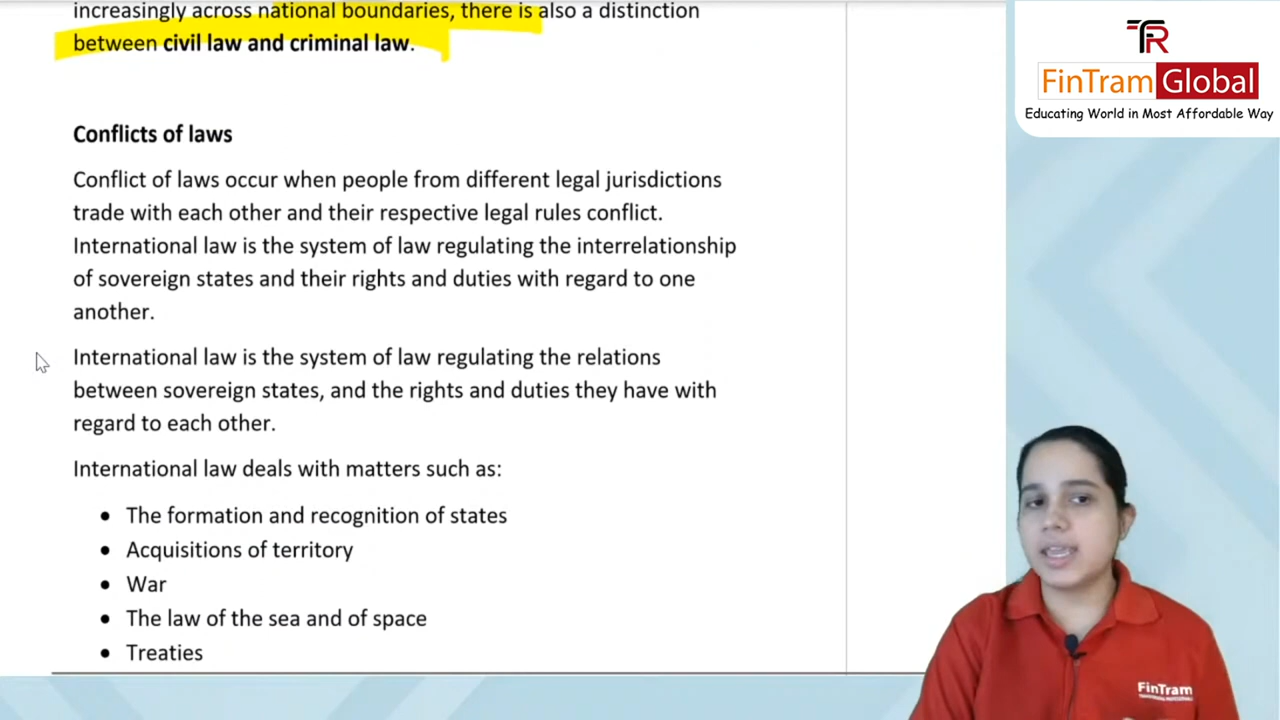 increasingly across national boundaries, there is also a distinction
between civil law and criminal law.
Conflicts of laws
Conflict of laws occur when people from different legal jurisdictions
trade with each other and their respective legal rules conflict.
International law is the system of law regulating the interrelationship
of sovereign states and their rights and duties with regard to one
another.
International law is the system of law regulating the relations
between sovereign states, and the rights and duties they have with
regard to each other.
International law deals with matters such as:
• The formation and recognition of states
• Acquisitions of territory
• War
• The law of the sea and of space
• Treaties
FR
FinTram Global
Educating World in Most Affordable Way
FinTram